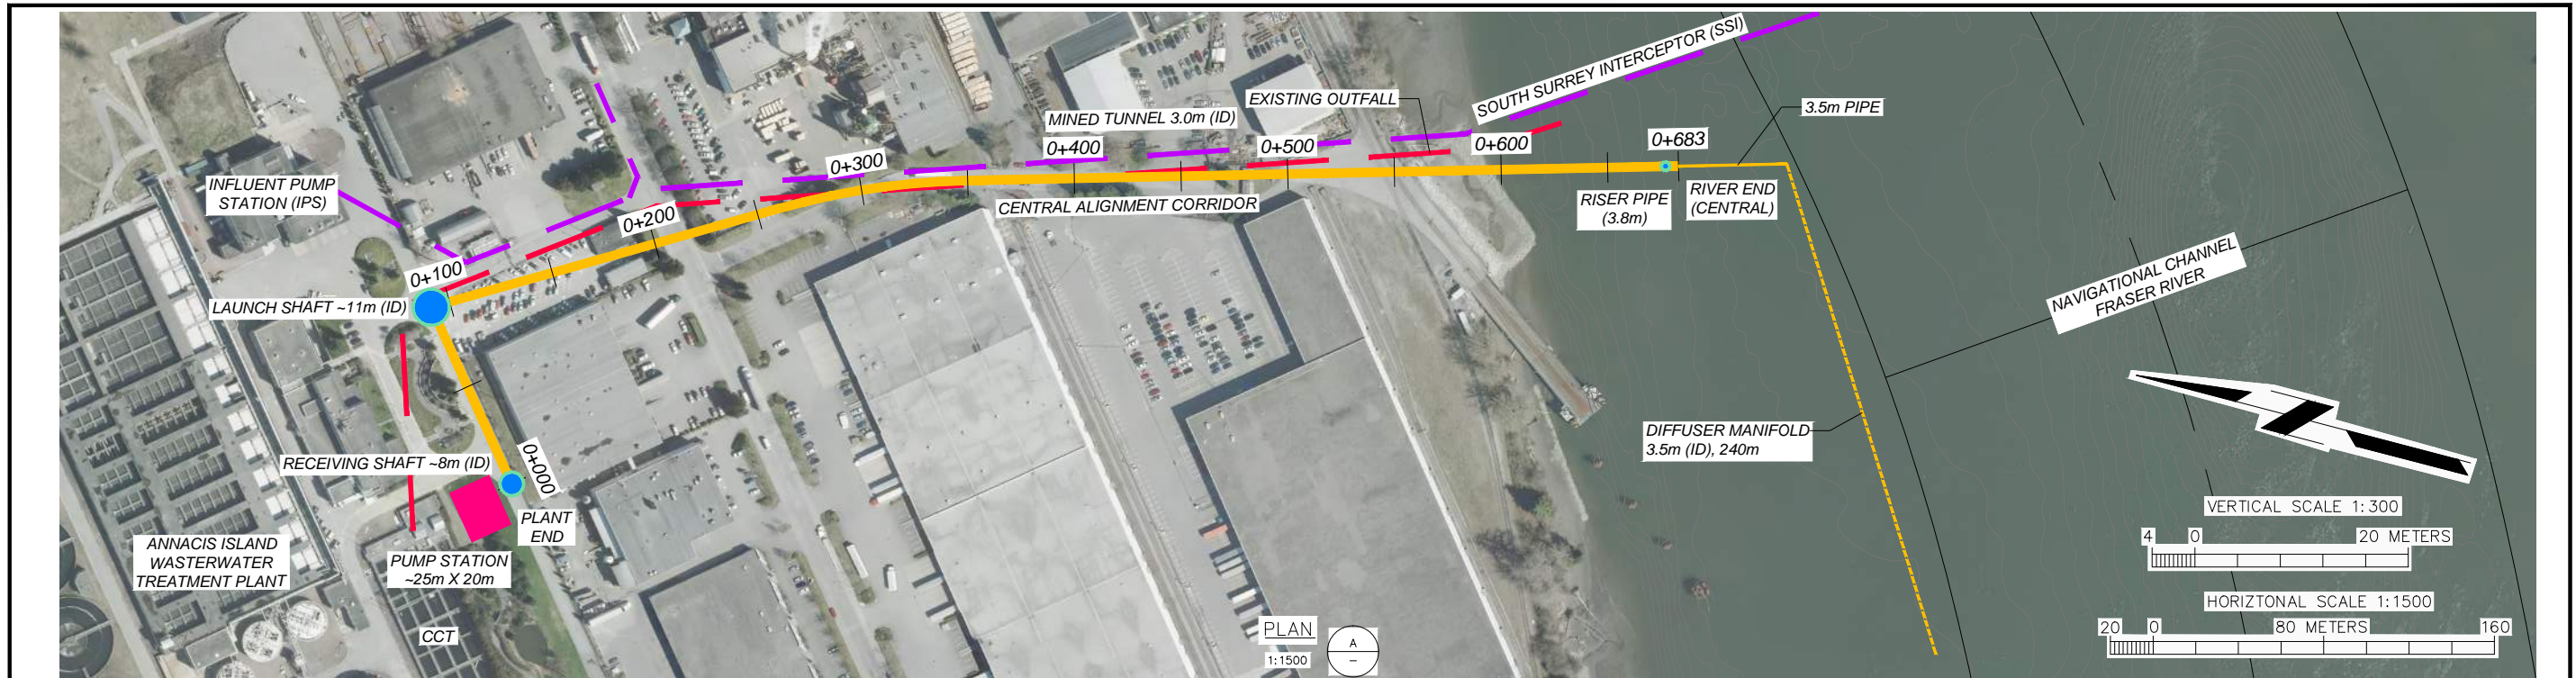 SOUTH SURREY INTERCEPTOR (SSI)
EXISTING OUTFALL
3.5m PIPE
MINED TUNNEL 3.0m (ID)
0+300
0+400
0+500
0+600
0+683
INFLUENT PUMP
STATION (IPS)
0+200
CENTRAL ALIGNMENT CORRIDOR
RISER PIPE
(3.8m)
RIVER END
(CENTRAL)
0+100
LAUNCH SHAFT ~11m (ID)
NAVIGATIONAL CHANNEL
FRASER RIVER
RECEIVING SHAFT ~8m (ID)
0+000
DIFFUSER MANIFOLD
3.5m (ID), 240m
PLANT
END
ANNACIS ISLAND
WASTERWATER
TREATMENT PLANT
PUMP STATION
~25m X 20m
CCT
PLAN
1:1500
A
–
VERTICAL SCALE 1:300
4 0 20 METERS
HORIZTONAL SCALE 1:1500
20 0 80 METERS 160